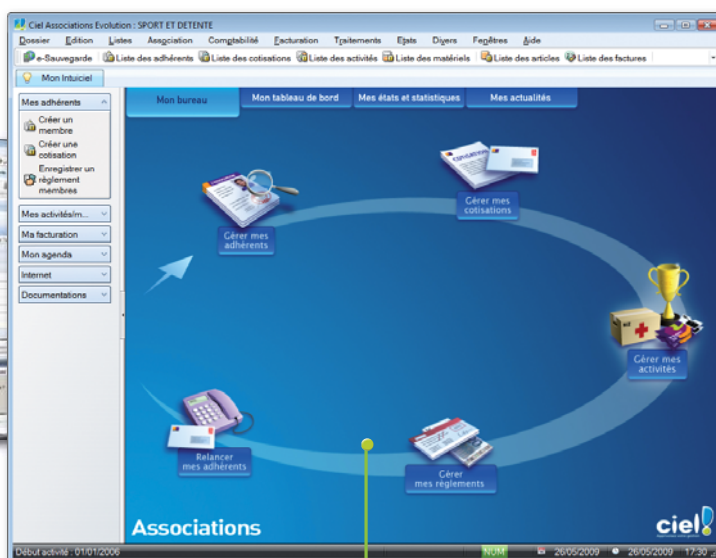 Ciel Associations Evolution : SPORT ET DETENTE
Dossier Edition Listes Association Comptabilité Facturation Traitements Etats Divers Fenêtres Aide
e-Sauvegarde Liste des adhérents Liste des cotisations Liste des activités Liste des matériels Liste des articles Liste des factures
Mon Intuiciel
Mon bureau Mon tableau de bord Mes états et statistiques Mes actualités
Mes adhérents
Créer un
membre
Créer une
cotisation
Enregistrer un
règlement
membres
Mes activités/m...
Ma facturation
Mon agenda
Internet
Documentations
COTISATION
Gérer mes
cotisations
Gérer mes
adhérents
Gérer mes
activités
Relancer
mes adhérents
Gérer
mes règlements
Associations
ciel!
Début activité : 01/01/2006 NUM 26/05/2009 26/05/2009 17:30